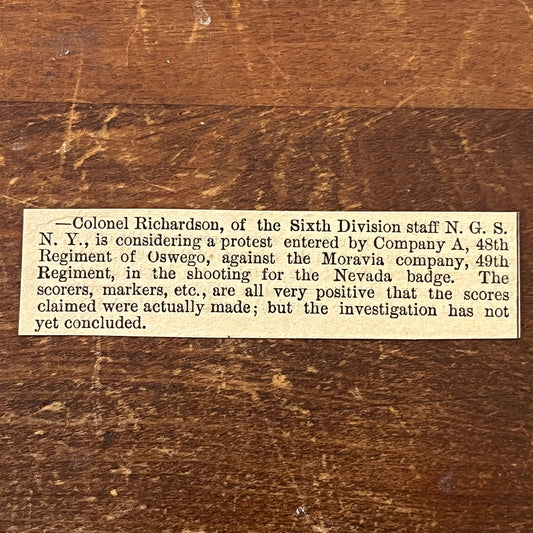 —Colonel Richardson, of the Sixth Division staff N. G. S.
N. Y., is considering a protest entered by Company A, 48th
Regiment of Oswego, against the Moravia company, 49th
Regiment, in the shooting for the Nevada badge. The
scorers, markers, etc., are all very positive that the scores
claimed were actually made; but the investigation has not
yet concluded.